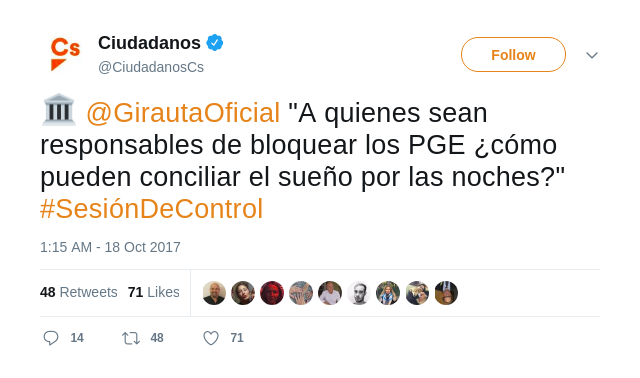 Cs
Ciudadanos
@CiudadanosCs
Follow
@GirautaOficial "A quienes sean
responsables de bloquear los PGE ¿cómo
pueden conciliar el sueño por las noches?"
#SesiónDeControl
1:15 AM - 18 Oct 2017
48 Retweets 71 Likes
14 48 71